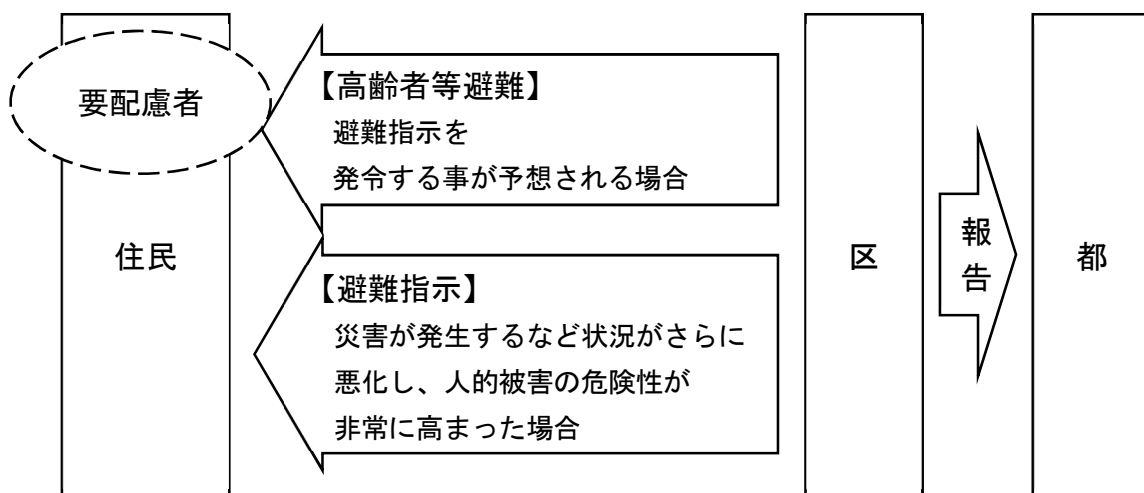 要配慮者
住民
【高齢者等避難】
避難指示を
発令する事が予想される場合
【避難指示】
災害が発生するなど状況がさらに
悪化し、人的被害の危険性が
非常に高まった場合
区
報
告
都